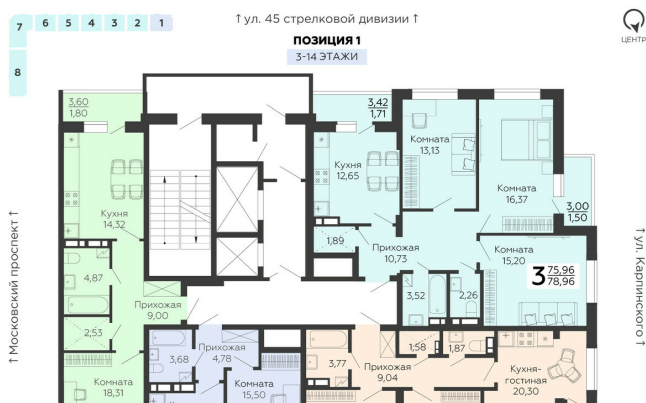 ↑ ул. 45 стрелковой дивизии ↑
ПОЗИЦИЯ 1
3-14 ЭТАЖИ
7 6 5 4 3 2 1
8
ЦЕНТР
↑ Московский проспект ↑
↑ ул. Карпинского ↑
3,60
1,80
Кухня
14,32
4,87
Прихожая
9,00
2,53
Комната
18,31
3,42
1,71
Кухня
12,65
Комната
13,13
Комната
16,37
3,00
1,50
1,89
Прихожая
10,73
Комната
15,20
3 75,96
78,96
3,52
2,26
3,68
Прихожая
4,78
Комната
15,50
3,77
Прихожая
9,04
1,58
1,87
Кухня-
гостиная
20,30